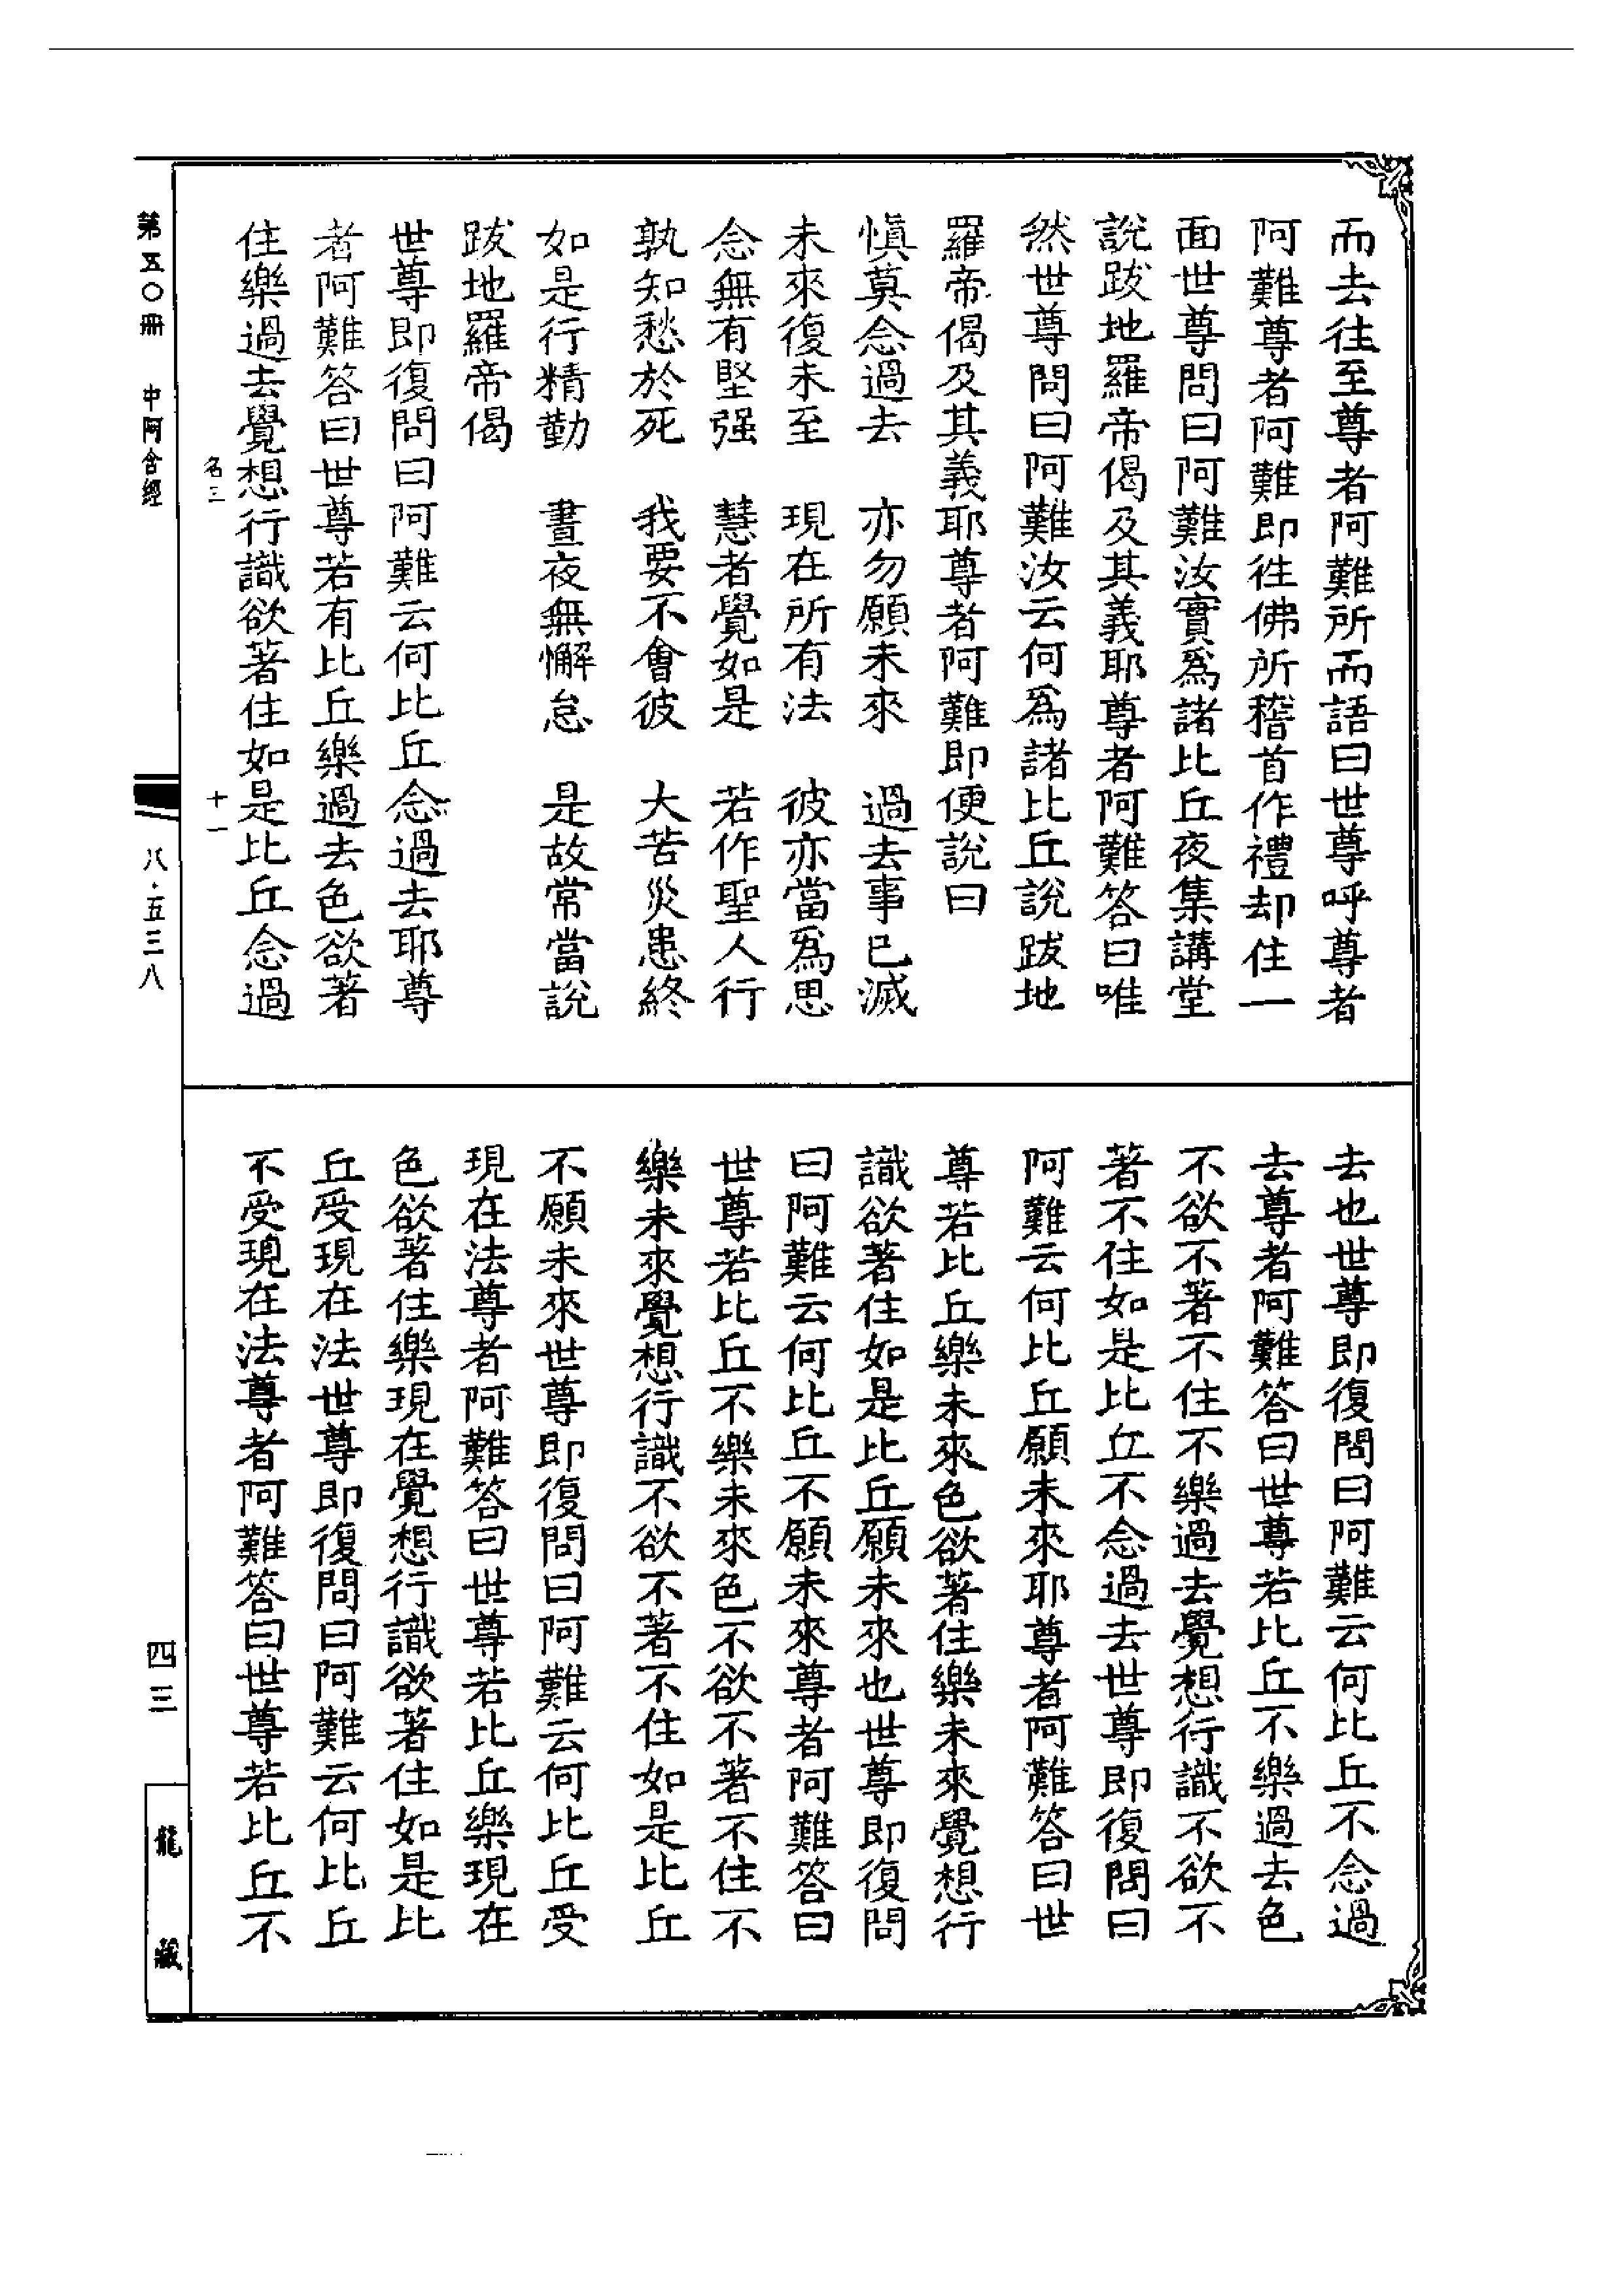 而去往至尊者阿難所而語曰世尊呼尊者
阿難尊者阿難即往佛所稽首作禮却住一
面世尊問曰阿難汝實為諸比丘夜集講堂
說跋地羅帝偈及其義耶尊者阿難答曰唯
然世尊問曰阿難汝云何為諸比丘說跋地
羅帝偈及其義耶尊者阿難即便說曰
慎莫念過去　亦勿願未來　過去事已滅
未來復未至　現在所有法　彼亦當為思
念無有堅强　慧者覺如是　若作聖人行
孰知愁於死　我要不會彼　大苦災患終
如是行精勤　晝夜無懈怠　是故常當說
跋地羅帝偈
世尊即復問曰阿難云何比丘念過去耶尊
者阿難答曰世尊若有比丘樂過去色欲著
住樂過去覺想行識欲著住如是比丘念過
去也世尊即復問曰阿難云何比丘不念過
去尊者阿難答曰世尊若比丘不樂過去色
不欲不著不住不樂過去覺想行識不欲不
著不住如是比丘不念過去世尊即復問曰
阿難云何比丘願未來耶尊者阿難答曰世
尊若比丘樂未來色欲著住樂未來覺想行
識欲著住如是比丘願未來也世尊即復問
曰阿難云何比丘不願未來尊者阿難答曰
世尊若比丘不樂未來色不欲不著不住不
樂未來覺想行識不欲不著不住如是比丘
不願未來世尊即復問曰阿難云何比丘受
現在法尊者阿難答曰世尊若比丘樂現在
色欲著住樂現在覺想行識欲著住如是比
丘受現在法世尊即復問曰阿難云何比丘
不受現在法尊者阿難答曰世尊若比丘不
名三　十一
第五〇冊　中阿含經　八·五三八　四三　龍藏